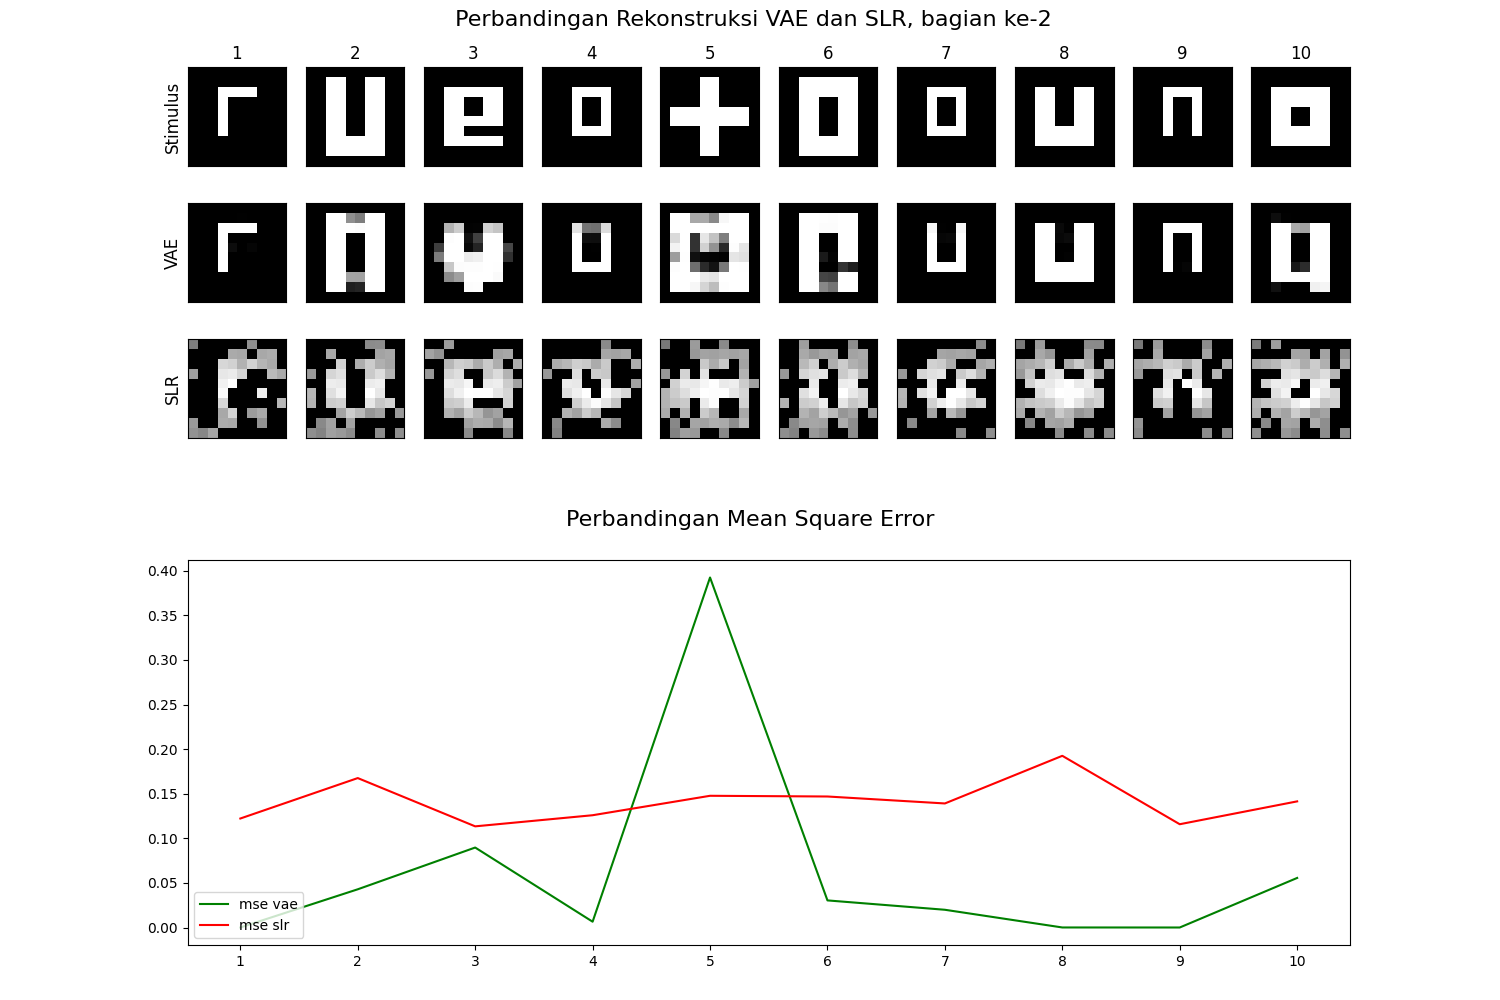 Perbandingan Rekonstruksi VAE dan SLR, bagian ke-2
1 2 3 4 5 6 7 8 9 10
Stimulus
VAE
SLR
Perbandingan Mean Square Error
0.40
0.35
0.30
0.25
0.20
0.15
0.10
0.05
0.00
mse vae
mse slr
1 2 3 4 5 6 7 8 9 10